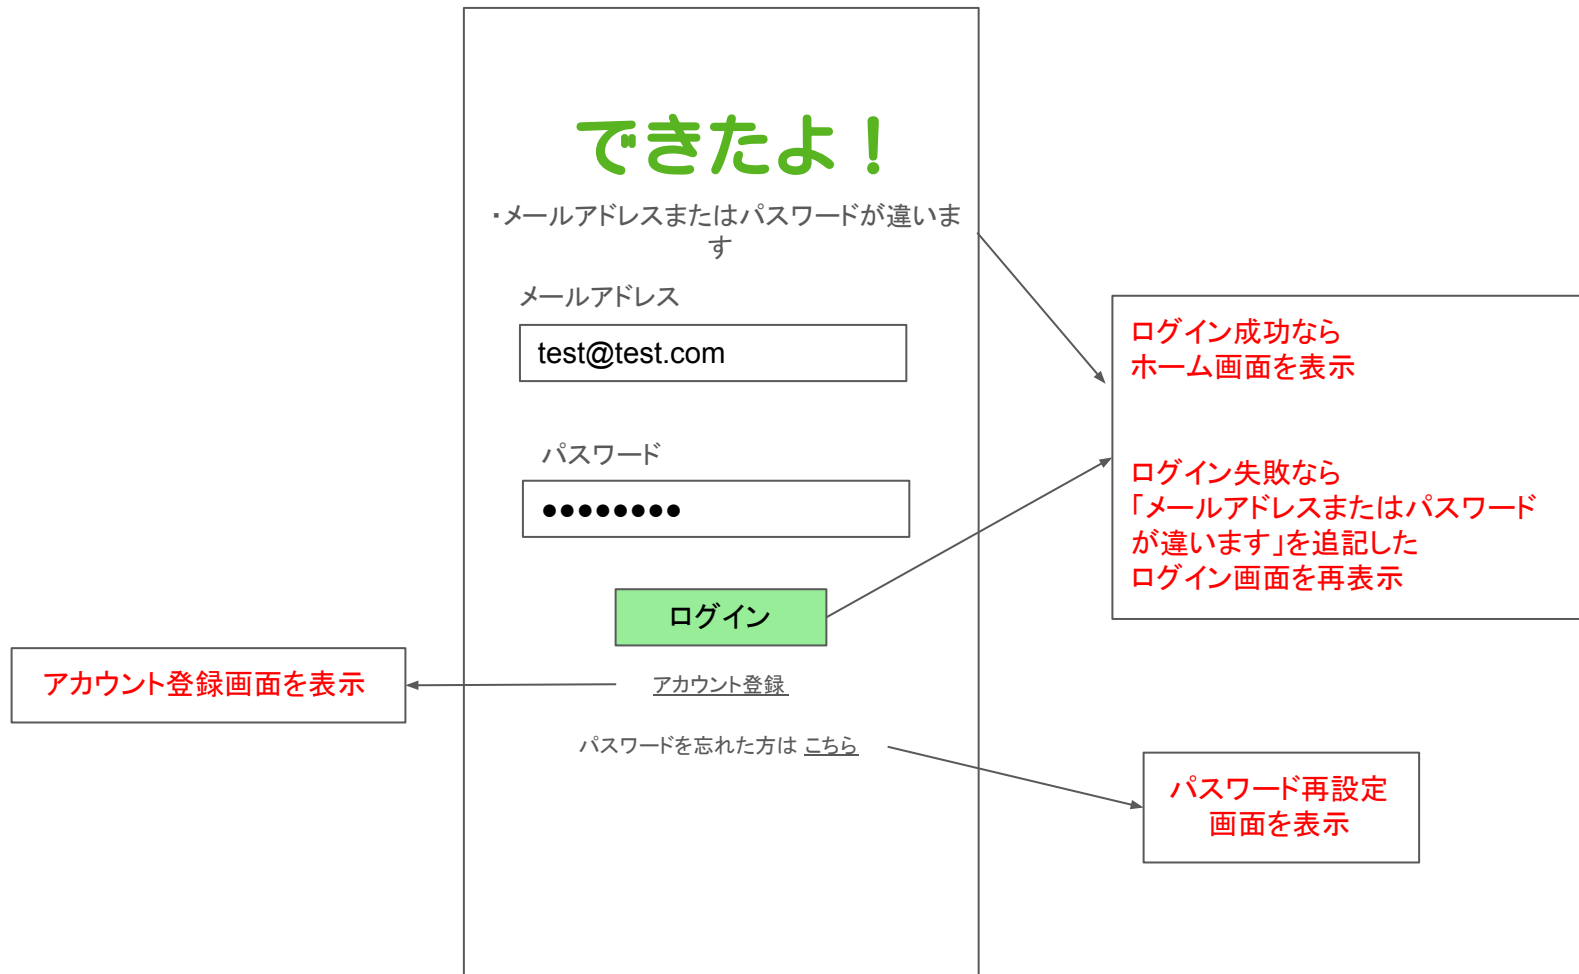 できたよ！
・メールアドレスまたはパスワードが違いま
す
メールアドレス
test@test.com
パスワード
●●●●●●●●
ログイン
アカウント登録
パスワードを忘れた方は こちら
ログイン成功なら
ホーム画面を表示
ログイン失敗なら
「メールアドレスまたはパスワード
が違います」を追記した
ログイン画面を再表示
アカウント登録画面を表示
パスワード再設定
画面を表示